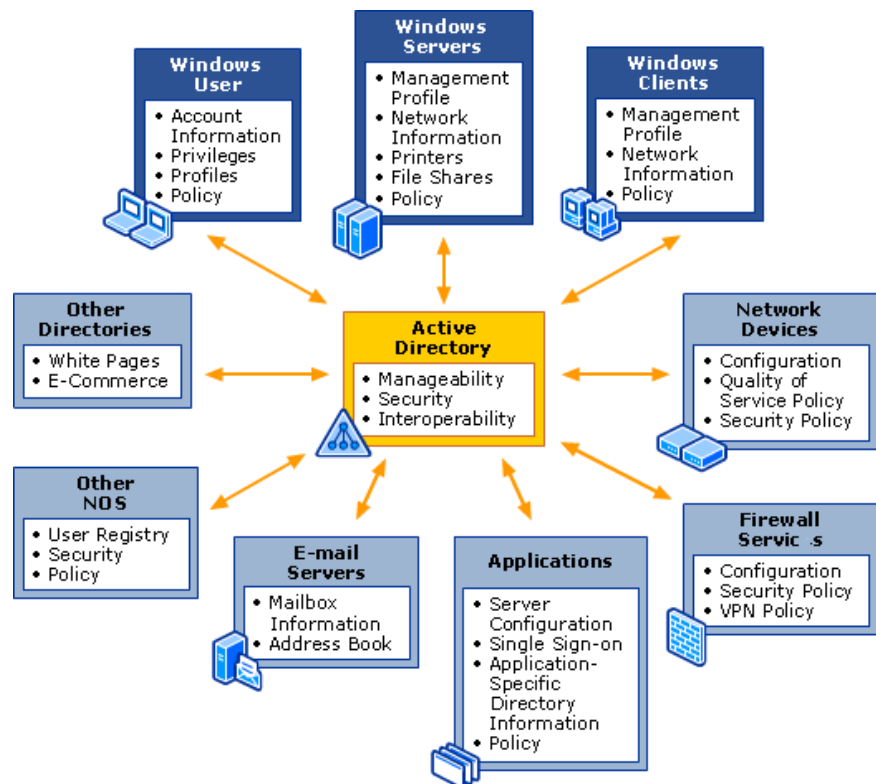 Windows
User
• Account
Information
• Privileges
• Profiles
• Policy
Windows
Servers
• Management
Profile
• Network
Information
• Printers
• File Shares
• Policy
Windows
Clients
• Management
Profile
• Network
Information
• Policy
Other
Directories
• White Pages
• E-Commerce
Active
Directory
• Manageability
• Security
• Interoperability
Network
Devices
• Configuration
• Quality of
Service Policy
• Security Policy
Other
NOS
• User Registry
• Security
• Policy
E-mail
Servers
• Mailbox
Information
• Address Book
Applications
• Server
Configuration
• Single Sign-on
• Application-
Specific
Directory
Information
• Policy
Firewall
Servic s
• Configuration
• Security Policy
• VPN Policy